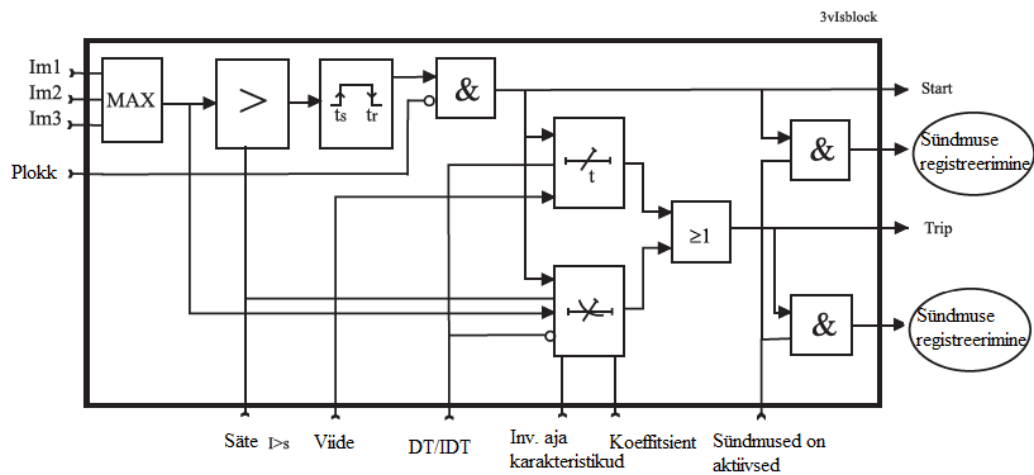 3vIsblock
Im1
Im2
Im3
MAX
>
ts tr
&
Start
Plokk
t
&
Sündmuse
registreerimine
≥1
Trip
&
Sündmuse
registreerimine
Säte I>s
Viide
DT/IDT
Inv. aja
karakteristikud
Koeffitsient
Sündmused on
aktiivsed